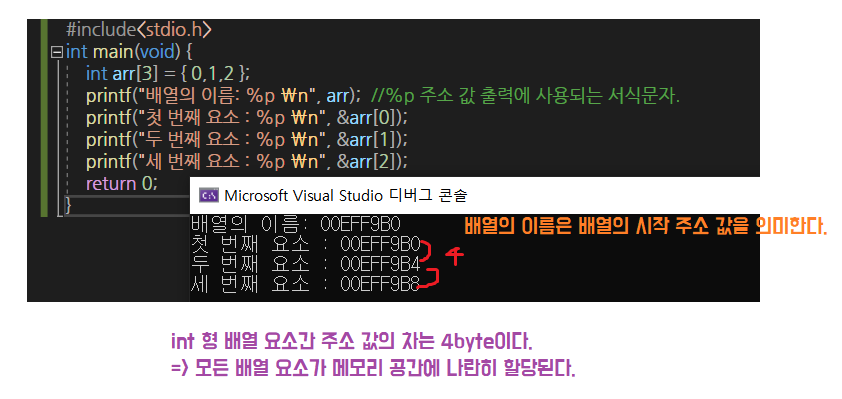 #include<stdio.h>
int main(void) {
int arr[3] = { 0,1,2 };
printf("배열의 이름: %p ₩n", arr); //%p 주소 값 출력에 사용되는 서식문자.
printf("첫 번째 요소 : %p ₩n", &arr[0]);
printf("두 번째 요소 : %p ₩n", &arr[1]);
printf("세 번째 요소 : %p ₩n", &arr[2]);
return 0;
}
Microsoft Visual Studio 디버그 콘솔
배열의 이름: 00EFF9B0
배열의 이름은 배열의 시작 주소 값을 의미한다.
첫 번째 요소 : 00EFF9B0
4
두 번째 요소 : 00EFF9B4
세 번째 요소 : 00EFF9B8
int 형 배열 요소간 주소 값의 차는 4byte이다.
=> 모든 배열 요소가 메모리 공간에 나란히 할당된다.